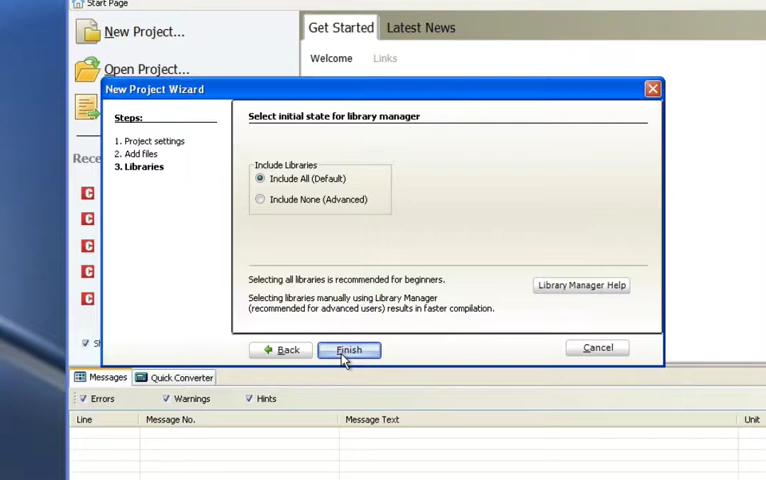 Start Page
New Project...
Get Started
Latest News
Welcome
Links
Open Project...
New Project Wizard
Steps:
1. Project settings
2. Add files
3. Libraries
Select initial state for library manager
Include Libraries
Include All (Default)
Include None (Advanced)
Selecting all libraries is recommended for beginners.
Selecting libraries manually using Library Manager
(recommended for advanced users) results in faster compilation.
Library Manager Help
Back
Finish
Cancel
Rece
Messages
Quick Converter
Errors
Warnings
Hints
Line
Message No.
Message Text
Unit